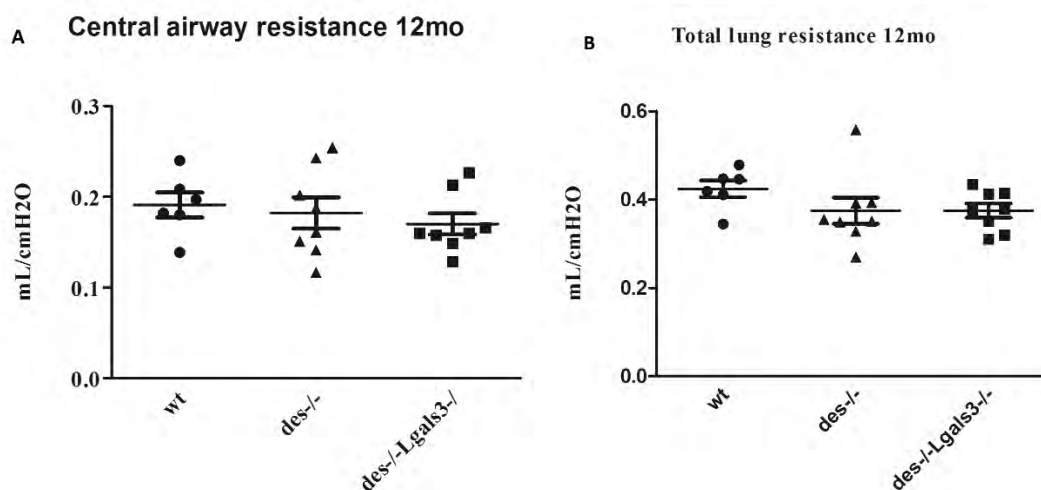 A
Central airway resistance 12mo
mL/cmH2O
0.3
0.2
0.1
0.0
wt
des-/-
des-/-Lgals3-/
B
Total lung resistance 12mo
mL/cmH2O
0.6
0.4
0.2
0.0
wt
des-/-
des-/-Lgals3-/-